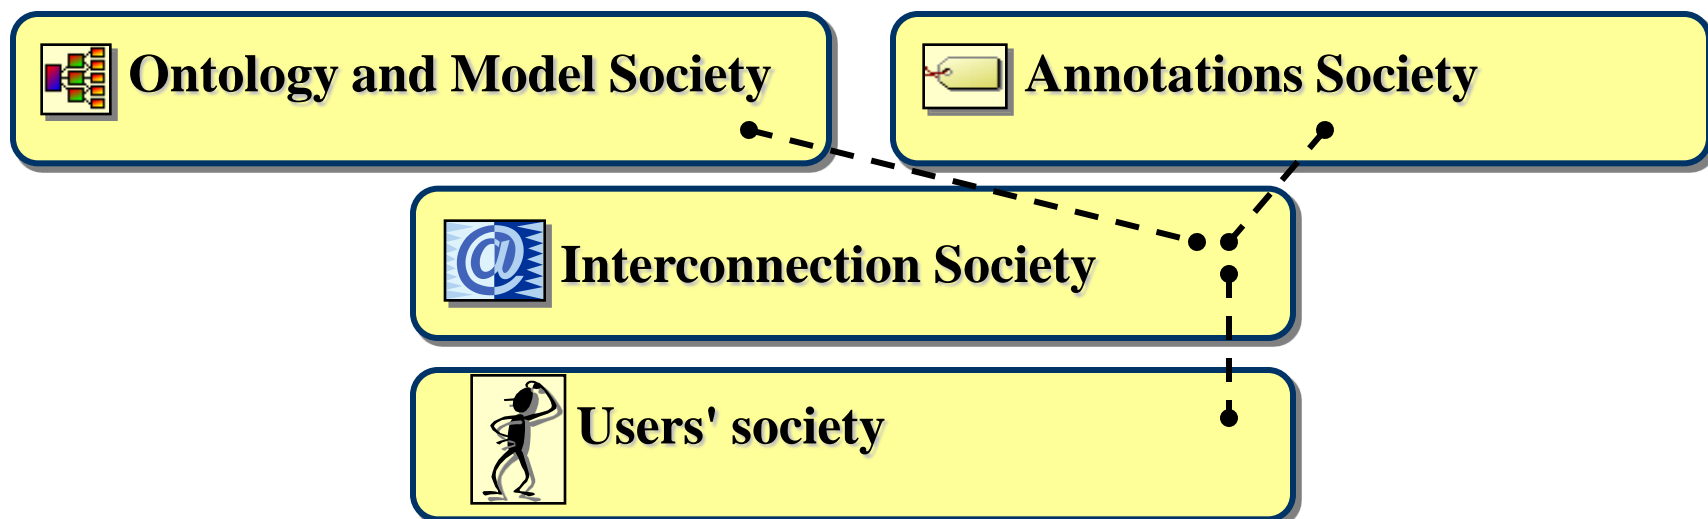 Ontology and Model Society
Annotations Society
@
Interconnection Society
Users' society